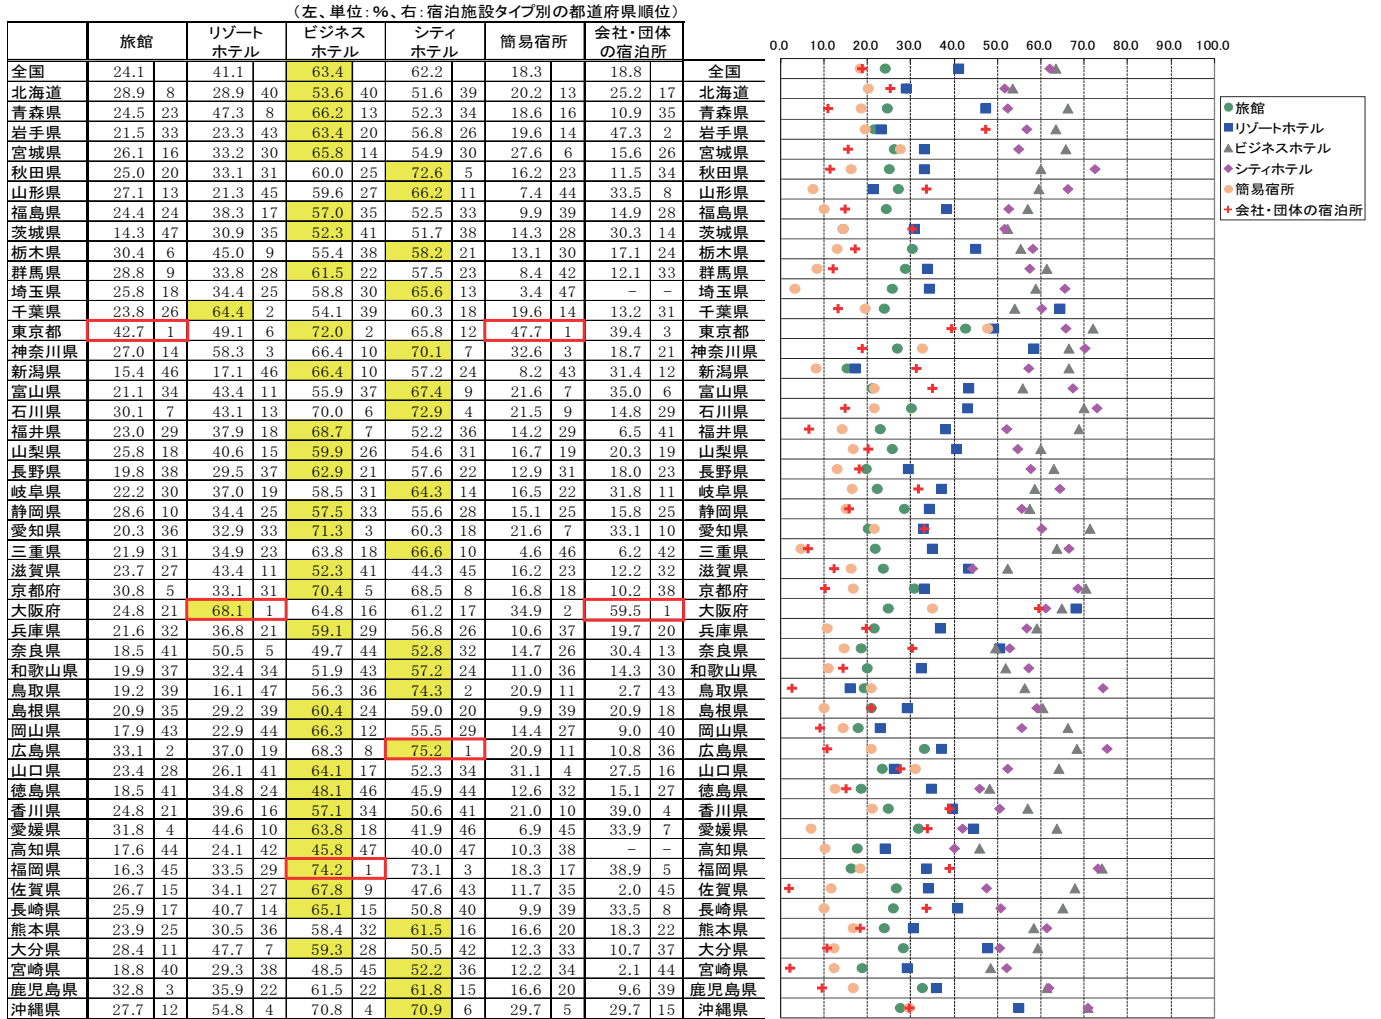 (左、単位:%、右:宿泊施設タイプ別の都道府県順位)
旅館 リゾートホテル ビジネスホテル シティホテル 簡易宿所 会社・団体の宿泊所
全国 24.1 41.1 63.4 62.2 18.3 18.8 全国
北海道 28.9 8 28.9 40 53.6 40 51.6 39 20.2 13 25.2 17 北海道
青森県 24.5 23 47.3 8 66.2 13 52.3 34 18.6 16 10.9 35 青森県
岩手県 21.5 33 23.3 43 63.4 20 56.8 26 19.6 14 47.3 2 岩手県
宮城県 26.1 16 33.2 30 65.8 14 54.9 30 27.6 6 15.6 26 宮城県
秋田県 25.0 20 33.1 31 60.0 25 72.6 5 16.2 23 11.5 34 秋田県
山形県 27.1 13 21.3 45 59.6 27 66.2 11 7.4 44 33.5 8 山形県
福島県 24.4 24 38.3 17 57.0 35 52.5 33 9.9 39 14.9 28 福島県
茨城県 14.3 47 30.9 35 52.3 41 51.7 38 14.3 28 30.3 14 茨城県
栃木県 30.4 6 45.0 9 55.4 38 58.2 21 13.1 30 17.1 24 栃木県
群馬県 28.8 9 33.8 28 61.5 22 57.5 23 8.4 42 12.1 33 群馬県
埼玉県 25.8 18 34.4 25 58.8 30 65.6 13 3.4 47 - - 埼玉県
千葉県 23.8 26 64.4 2 54.1 39 60.3 18 19.6 14 13.2 31 千葉県
東京都 42.7 1 49.1 6 72.0 2 65.8 12 47.7 1 39.4 3 東京都
神奈川県 27.0 14 58.3 3 66.4 10 70.1 7 32.6 3 18.7 21 神奈川県
新潟県 15.4 46 17.1 46 66.4 10 57.2 24 8.2 43 31.4 12 新潟県
富山県 21.1 34 43.4 11 55.9 37 67.4 9 21.6 7 35.0 6 富山県
石川県 30.1 7 43.1 13 70.0 6 72.9 4 21.5 9 14.8 29 石川県
福井県 23.0 29 37.9 18 68.7 7 52.2 36 14.2 29 6.5 41 福井県
山梨県 25.8 18 40.6 15 59.9 26 54.6 31 16.7 19 20.3 19 山梨県
長野県 19.8 38 29.5 37 62.9 21 57.6 22 12.9 31 18.0 23 長野県
岐阜県 22.2 30 37.0 19 58.5 31 64.3 14 16.5 22 31.8 11 岐阜県
静岡県 28.6 10 34.4 25 57.5 33 55.6 28 15.1 25 15.8 25 静岡県
愛知県 20.3 36 32.9 33 71.3 3 60.3 18 21.6 7 33.1 10 愛知県
三重県 21.9 31 34.9 23 63.8 18 66.6 10 4.6 46 6.2 42 三重県
滋賀県 23.7 27 43.4 11 52.3 41 44.3 45 16.2 23 12.2 32 滋賀県
京都府 30.8 5 33.1 31 70.4 5 68.5 8 16.8 18 10.2 38 京都府
大阪府 24.8 21 68.1 1 64.8 16 61.2 17 34.9 2 59.5 1 大阪府
兵庫県 21.6 32 36.8 21 59.1 29 56.8 26 10.6 37 19.7 20 兵庫県
奈良県 18.5 41 50.5 5 49.7 44 52.8 32 14.7 26 30.4 13 奈良県
和歌山県 19.9 37 32.4 34 51.9 43 57.2 24 11.0 36 14.3 30 和歌山県
鳥取県 19.2 39 16.1 47 56.3 36 74.3 2 20.9 11 2.7 43 鳥取県
島根県 20.9 35 29.2 39 60.4 24 59.0 20 9.9 39 20.9 18 島根県
岡山県 17.9 43 22.9 44 66.3 12 55.5 29 14.4 27 9.0 40 岡山県
広島県 33.1 2 37.0 19 68.3 8 75.2 1 20.9 11 10.8 36 広島県
山口県 23.4 28 26.1 41 64.1 17 52.3 34 31.1 4 27.5 16 山口県
徳島県 18.5 41 34.8 24 48.1 46 45.9 44 12.6 32 15.1 27 徳島県
香川県 24.8 21 39.6 16 57.1 34 50.6 41 21.0 10 39.0 4 香川県
愛媛県 31.8 4 44.6 10 63.8 18 41.9 46 6.9 45 33.9 7 愛媛県
高知県 17.6 44 24.1 42 45.8 47 40.0 47 10.3 38 - - 高知県
福岡県 16.3 45 33.5 29 74.2 1 73.1 3 18.3 17 38.9 5 福岡県
佐賀県 26.7 15 34.1 27 67.8 9 47.6 43 11.7 35 2.0 45 佐賀県
長崎県 25.9 17 40.7 14 65.1 15 50.8 40 9.9 39 33.5 8 長崎県
熊本県 23.9 25 30.5 36 58.4 32 61.5 16 16.6 20 18.3 22 熊本県
大分県 28.4 11 47.7 7 59.3 28 50.5 42 12.3 33 10.7 37 大分県
宮崎県 18.8 40 29.3 38 48.5 45 52.2 36 12.2 34 2.1 44 宮崎県
鹿児島県 32.8 3 35.9 22 61.5 22 61.8 15 16.6 20 9.6 39 鹿児島県
沖縄県 27.7 12 54.8 4 70.8 4 70.9 6 29.7 5 29.7 15 沖縄県
0.0 10.0 20.0 30.0 40.0 50.0 60.0 70.0 80.0 90.0 100.0
旅館
リゾートホテル
ビジネスホテル
シティホテル
簡易宿所
会社・団体の宿泊所